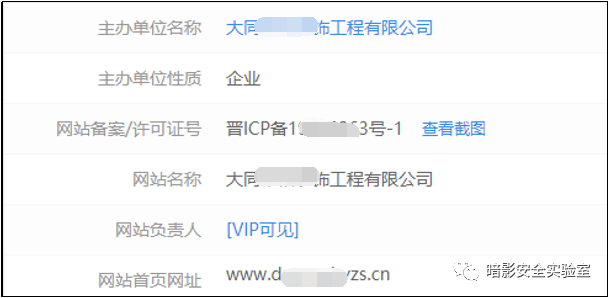 主办单位名称 大同 饰工程有限公司
主办单位性质 企业
网站备案/许可证号 晋ICP备19 63号-1 查看截图
网站名称 大同 饰工程有限公司
网站负责人 [VIP可见]
网站首页网址 www.d yzs.cn
暗影安全实验室